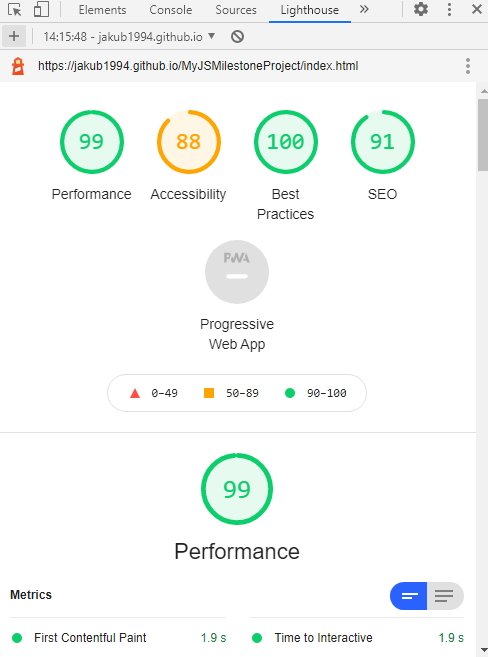 Elements Console Sources Lighthouse »
14:15:48 - jakub1994.github.io
https://jakub1994.github.io/MyJSMilestoneProject/index.html
99 88 100 91
Performance Accessibility Best Practices SEO
PWA
Progressive
Web App
0–49 50–89 90–100
99
Performance
Metrics
First Contentful Paint 1.9 s Time to Interactive 1.9 s